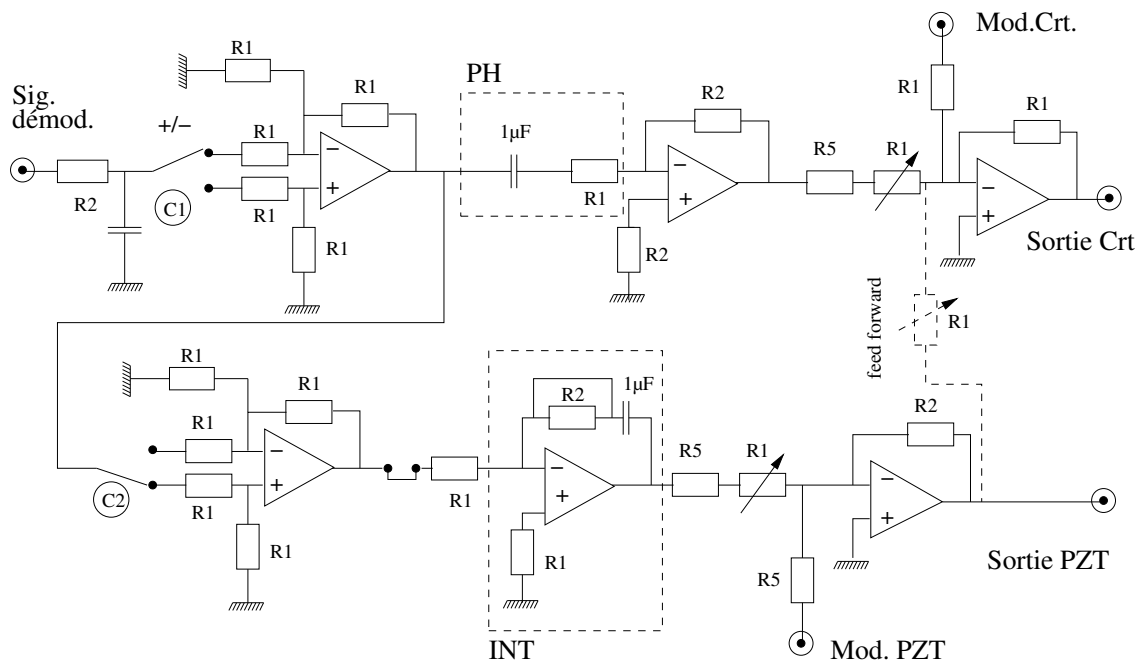 Mod.Crt.
R1
PH
R1
R1
R1
Sig.
démod.
+/−
R2
1µF
R1
R5
R1
R1
−
+
−
+
−
+
R2
C1
R1
R1
R1
R2
Sortie Crt
feed forward
R1
R1
R1
R2
1µF
R2
R1
−
+
R5
R1
−
+
−
+
C2
R1
R1
R1
R1
R5
Sortie PZT
INT
Mod. PZT